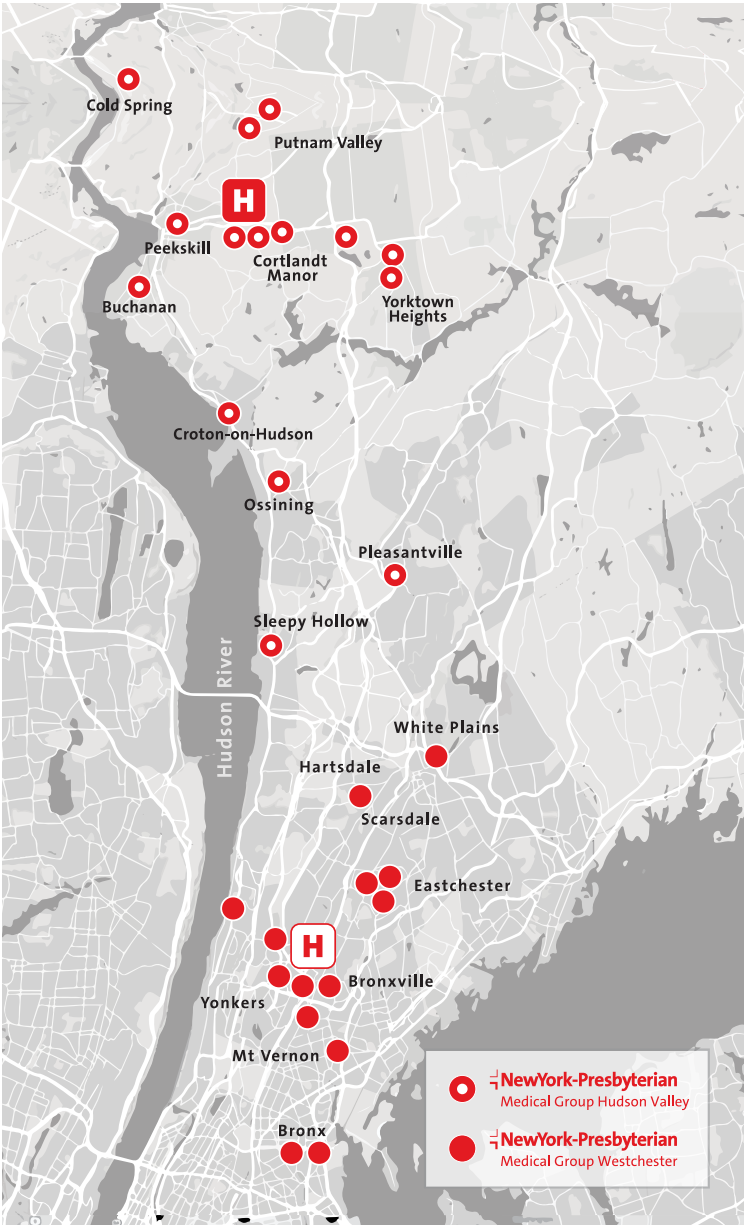 Cold Spring
Putnam Valley
H
Peekskill
Cortlandt
Manor
Buchanan
Yorktown
Heights
Croton-on-Hudson
Ossining
Pleasantville
Sleepy Hollow
Hudson River
White Plains
Hartsdale
Scarsdale
Eastchester
H
Bronxville
Yonkers
Mt Vernon
Bronx
NewYork-Presbyterian
Medical Group Hudson Valley
NewYork-Presbyterian
Medical Group Westchester